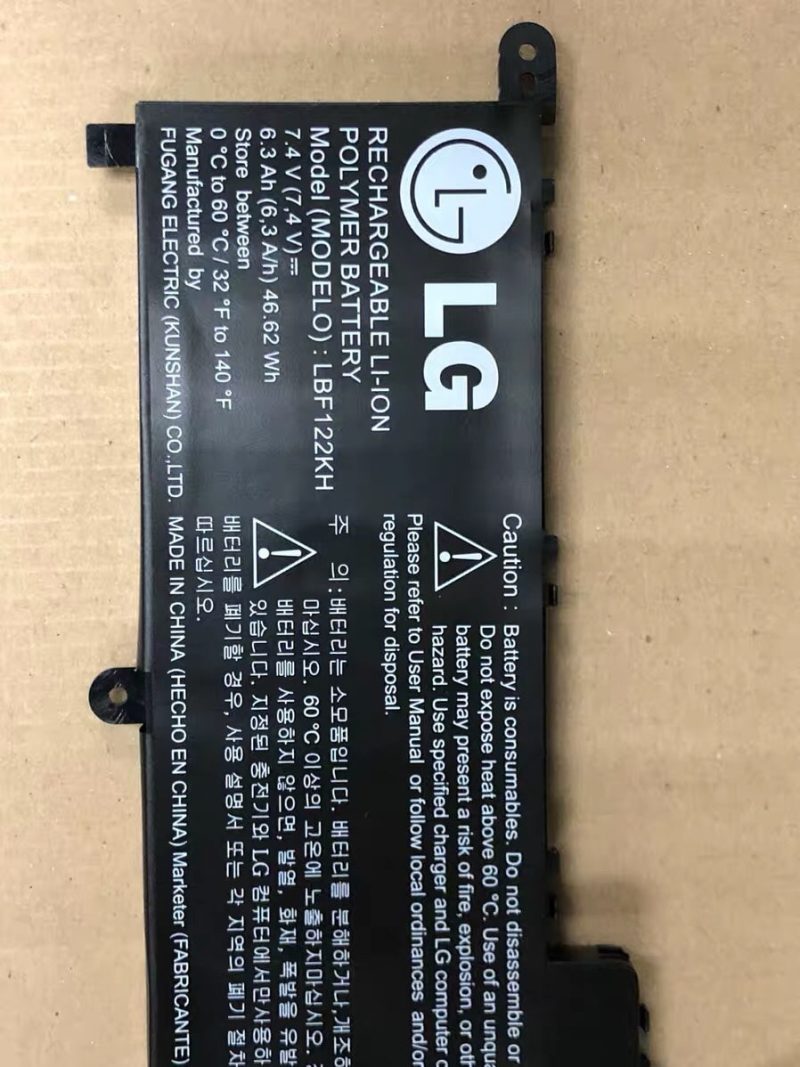 LG
LG
RECHARGEABLE LI-ION
POLYMER BATTERY
Model (MODELO) : LBF122KH
7.4 V (7,4 V)⎓
6.3 Ah (6,3 A/h) 46.62 Wh
Store between
0 °C to 60 °C / 32 °F to 140 °F
Manufactured by
FUGANG ELECTRIC (KUNSHAN) CO.,LTD. MADE IN CHINA (HECHO EN CHINA) Marketer (FABRICANTE)
Caution : Battery is consumables. Do not disassemble or
Do not expose heat above 60 °C. Use of an unqua
battery may present a risk of fire, explosion, or oth
hazard. Use specified charger and LG computer
Please refer to User Manual or follow local ordinances and/or
regulation for disposal.
주 의 : 배터리는 소모품입니다. 배터리를 분해하거나, 개조하
마십시오. 60 °C 이상의 고온에 노출하지마십시오.
배터리를 사용하지 않으면, 발열, 화재, 폭발을 유발
있습니다. 지정된 충전기와 LG 컴퓨터에서만 사용하
배터리를 폐기할 경우, 사용 설명서 또는 각 지역의 폐기 절차
따르십시오.